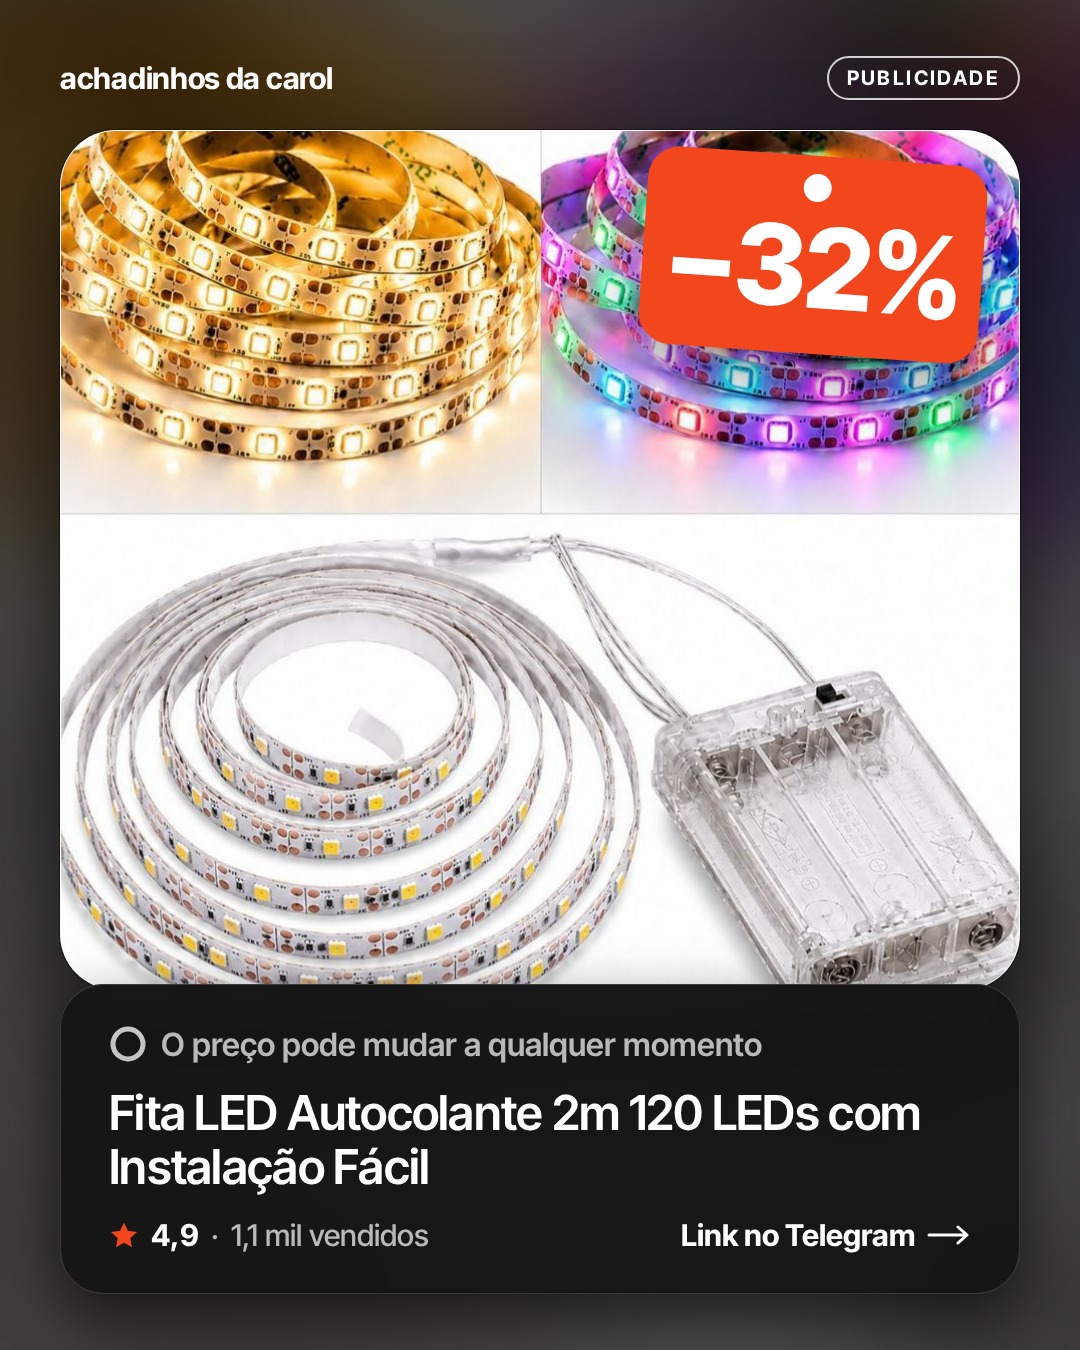 achadinhos da carol
PUBLICIDADE
-32%
O preço pode mudar a qualquer momento
Fita LED Autocolante 2m 120 LEDs com
Instalação Fácil
4,9 · 1,1 mil vendidos
Link no Telegram →